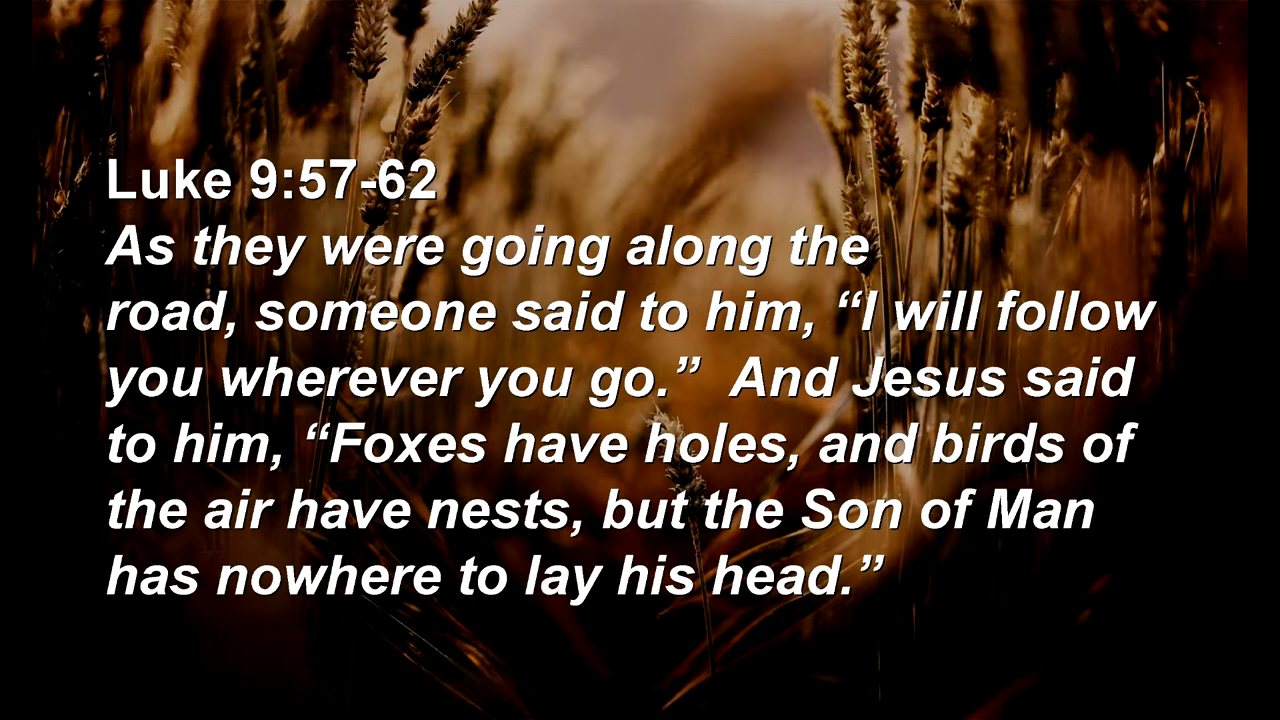 Luke 9:57-62
As they were going along the
road, someone said to him, “I will follow
you wherever you go.”  And Jesus said
to him, “Foxes have holes, and birds of
the air have nests, but the Son of Man
has nowhere to lay his head.”